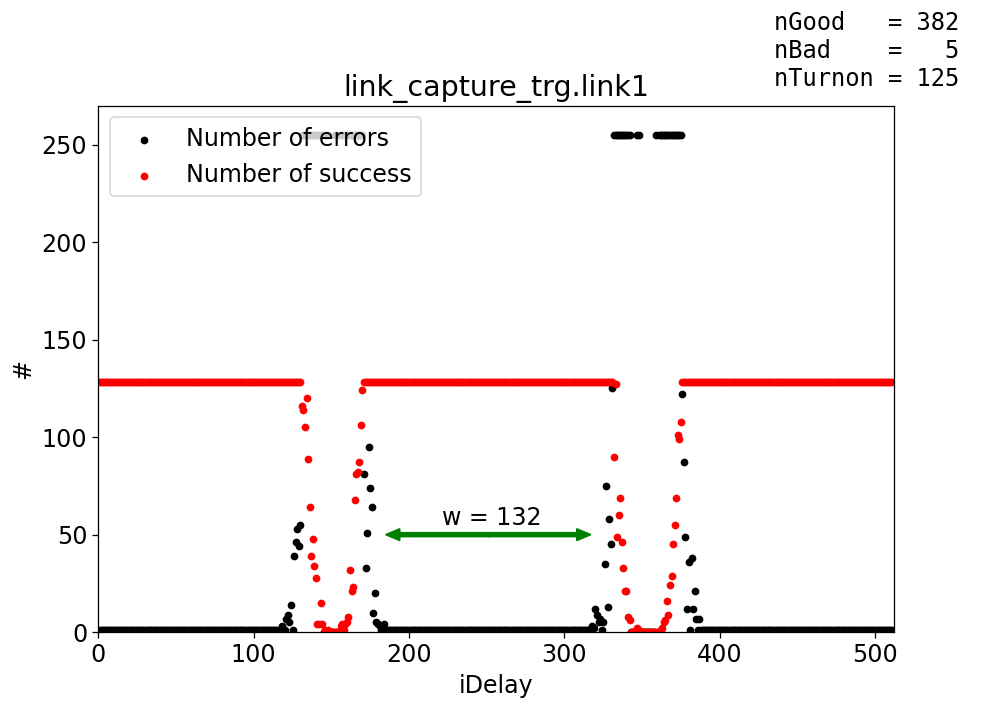 nGood   = 382
nBad    =   5
nTurnon = 125
link_capture_trg.link1
250
200
150
100
50
0
#
Number of errors
Number of success
w = 132
0 100 200 300 400 500
iDelay